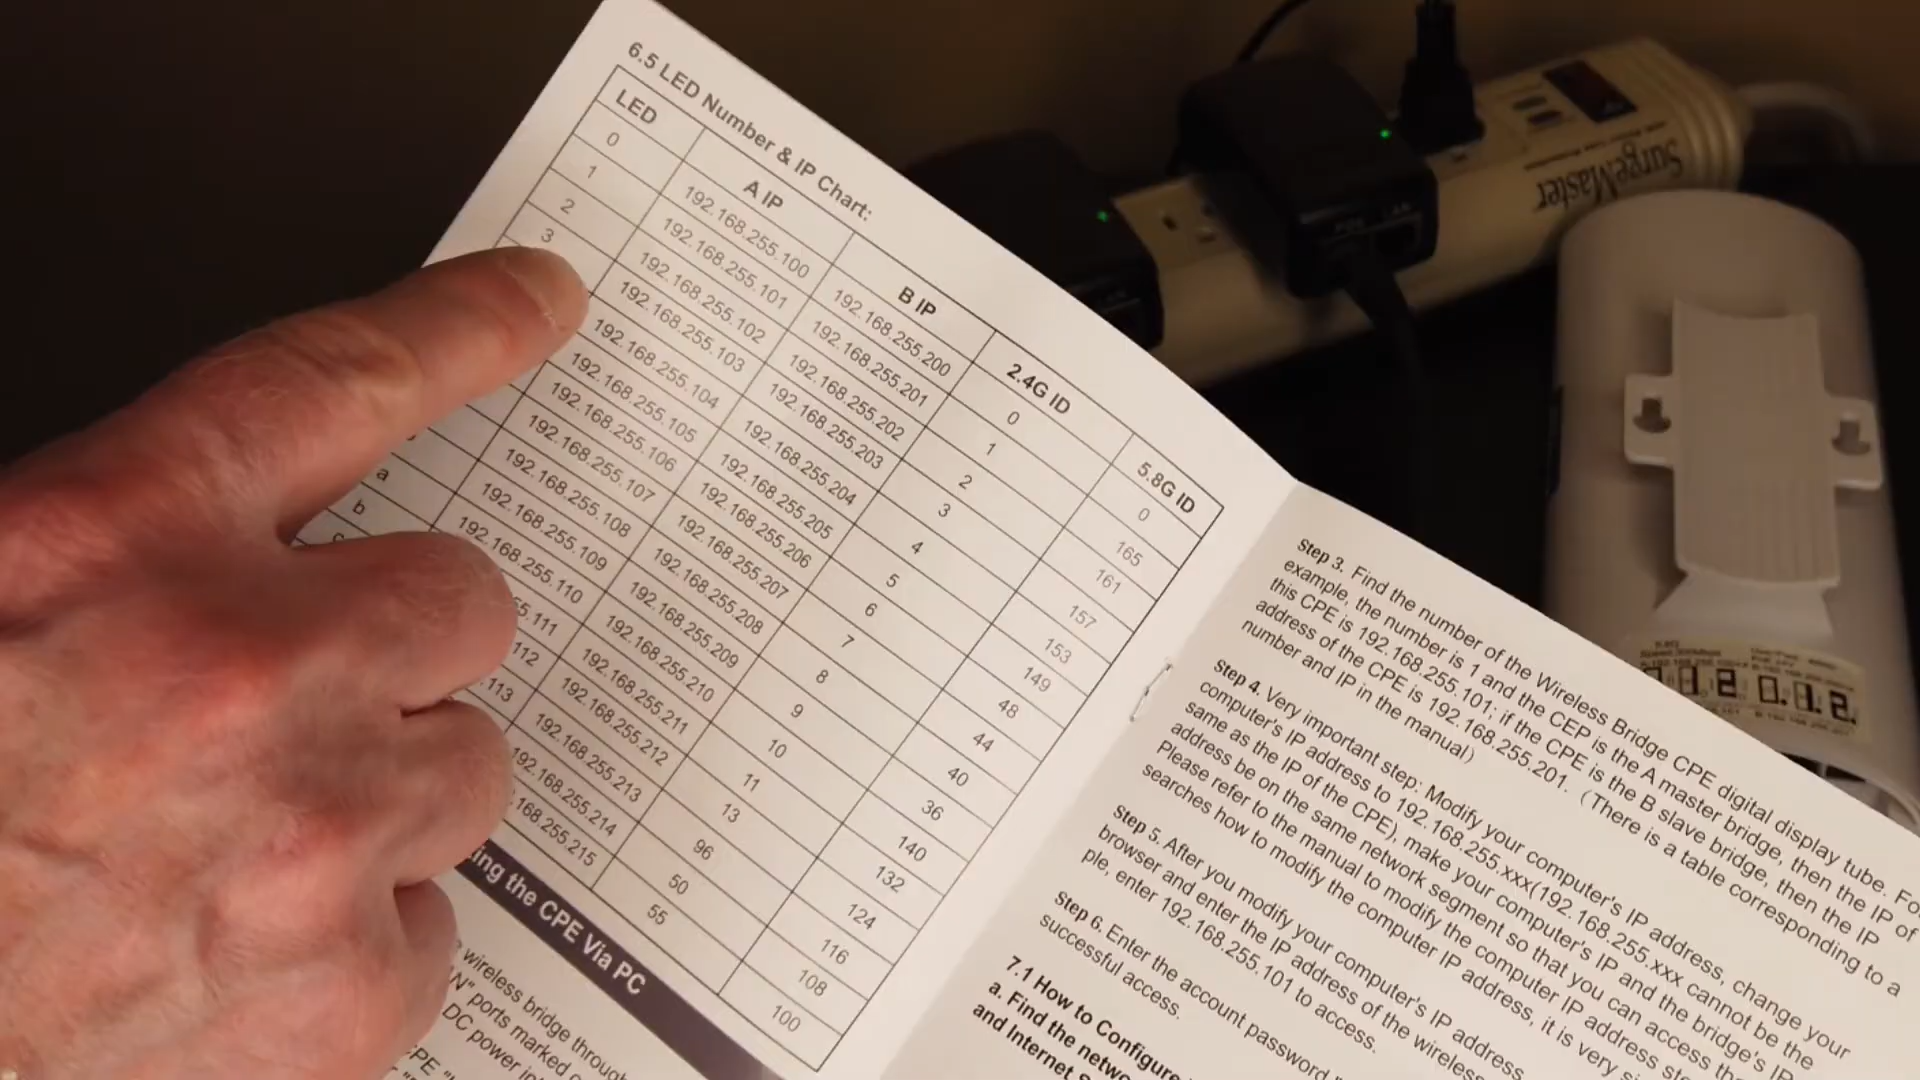 6.5 LED Number & IP Chart:
LED A IP B IP 2.4G ID 5.8G ID
0 192.168.255.100 192.168.255.200 0 0
1 192.168.255.101 192.168.255.201 1 165
2 192.168.255.102 192.168.255.202 2 161
3 192.168.255.103 192.168.255.203 3 157
192.168.255.104 192.168.255.204 4 153
192.168.255.105 192.168.255.205 5 149
192.168.255.106 192.168.255.206 6 48
192.168.255.107 192.168.255.207 7 44
192.168.255.108 192.168.255.208 8 40
192.168.255.109 192.168.255.209 9 36
a 192.168.255.110 192.168.255.210 10 140
b 55.111 192.168.255.211 11 132
112 192.168.255.212 13 124
.113 192.168.255.213 96 116
192.168.255.214 50 108
.168.255.215 55 100
the CPE Via PC
wireless bridge through
ports marked
DC power
CPE
Step 3. Find the number of the Wireless Bridge CPE digital display tube. Fo
example, the number is 1 and the CEP is the A master bridge, then the IP of
this CPE is 192.168.255.101; if the CPE is the B slave bridge, then the IP
address of the CPE is 192.168.255.201. (There is a table corresponding to a
number and IP in the manual)
Step 4. Very important step: Modify your computer's IP address, change your
computer's IP address to 192.168.255.xxx(192.168.255.xxx cannot be the
same as the IP of the CPE), make your computer's IP and the bridge's IP
address be on the same network segment so that you can access the
Please refer to the manual to modify the computer IP address
searches how to modify the computer IP address, it is very
Step 5. After you modify your computer's IP address
browser and enter the IP address of the wireless
ple, enter 192.168.255.101 to access.
Step 6. Enter the account password
successful access.
7.1 How to Configure
a. Find the netwo
and Internet
SurgeMaster